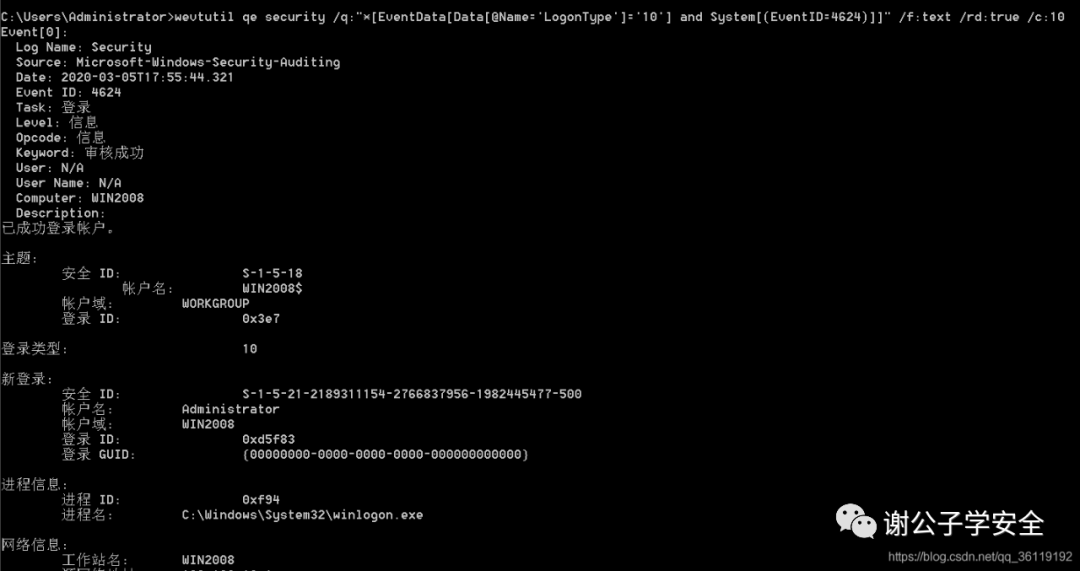 C:\Users\Administrator>wevtutil qe security /q:"*[EventData[Data[@Name='LogonType']='10'] and System[(EventID=4624)]]" /f:text /rd:true /c:10
Event[0]:
Log Name: Security
Source: Microsoft-Windows-Security-Auditing
Date: 2020-03-05T17:55:44.321
Event ID: 4624
Task: 登录
Level: 信息
Opcode: 信息
Keyword: 审核成功
User: N/A
User Name: N/A
Computer: WIN2008
Description:
已成功登录帐户。
主题:
安全 ID: S-1-5-18
帐户名: WIN2008$
帐户域: WORKGROUP
登录 ID: 0x3e7
登录类型: 10
新登录:
安全 ID: S-1-5-21-2189311154-2766837956-1982445477-500
帐户名: Administrator
帐户域: WIN2008
登录 ID: 0xd5f83
登录 GUID: {00000000-0000-0000-0000-000000000000}
进程信息:
进程 ID: 0xf94
进程名: C:\Windows\System32\winlogon.exe
网络信息:
工作站名: WIN2008
谢公子学安全
https://blog.csdn.net/qq_36119192